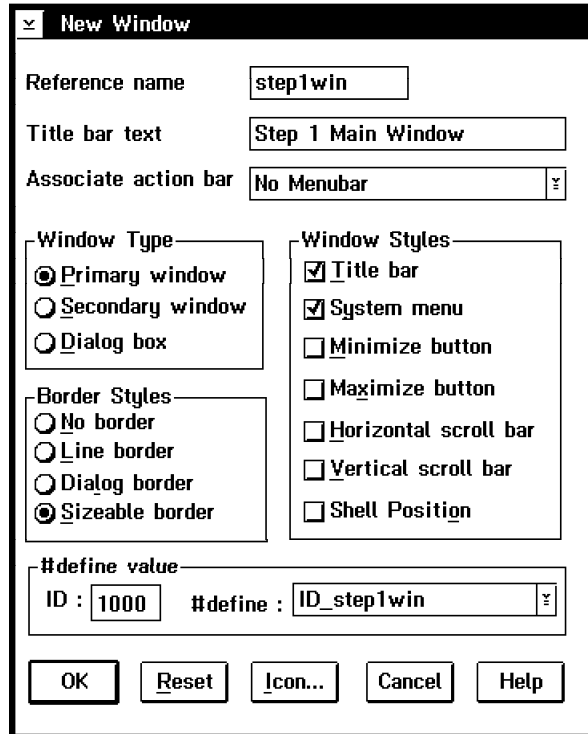 New Window
Reference name step1win
Title bar text Step 1 Main Window
Associate action bar No Menubar
Window Type
Primary window
Secondary window
Dialog box
Border Styles
No border
Line border
Dialog border
Sizeable border
Window Styles
Title bar
System menu
Minimize button
Maximize button
Horizontal scroll bar
Vertical scroll bar
Shell Position
#define value
ID : 1000 #define : ID_step1win
OK Reset Icon... Cancel Help